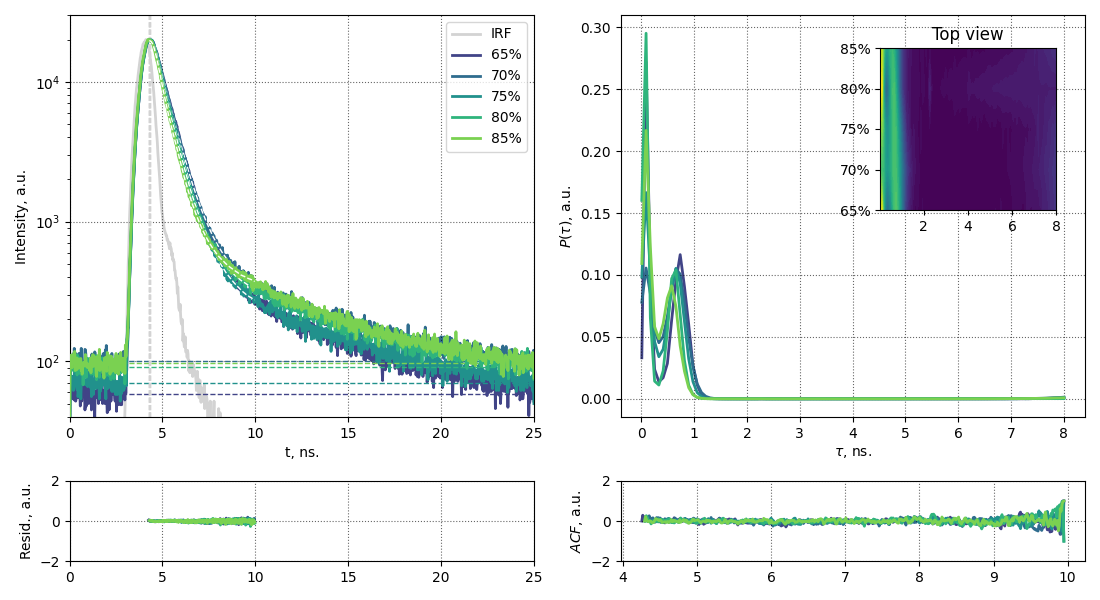 Intensity, a.u.
10⁴
10³
10²
IRF
65%
70%
75%
80%
85%
0 5 10 15 20 25
t, ns.
P(τ), a.u.
0.30
0.25
0.20
0.15
0.10
0.05
0.00
Top view
85%
80%
75%
70%
65%
2 4 6 8
0 1 2 3 4 5 6 7 8
τ, ns.
Resid., a.u.
2
0
−2
0 5 10 15 20 25
ACF, a.u.
2
0
−2
4 5 6 7 8 9 10